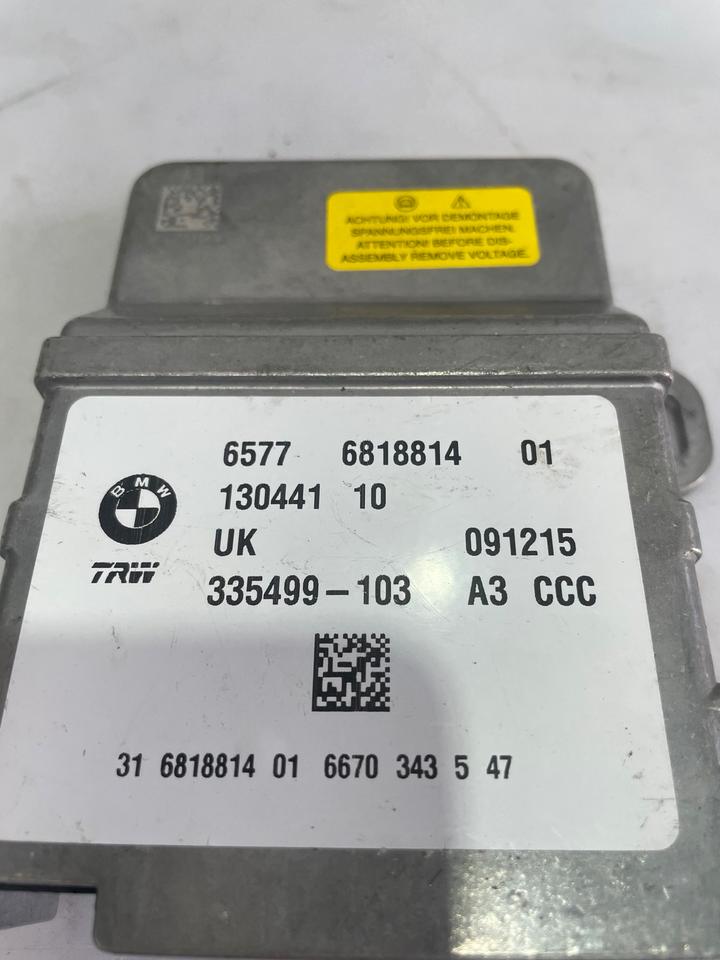 ACHTUNG! VOR DEMONTAGE
SPANNUNGSFREI MACHEN.
ATTENTION! BEFORE DIS-
ASSEMBLY REMOVE VOLTAGE.
6577 6818814 01
BMW
130441 10
UK 091215
TRW
335499-103 A3 CCC
31 6818814 01 6670 343 5 47